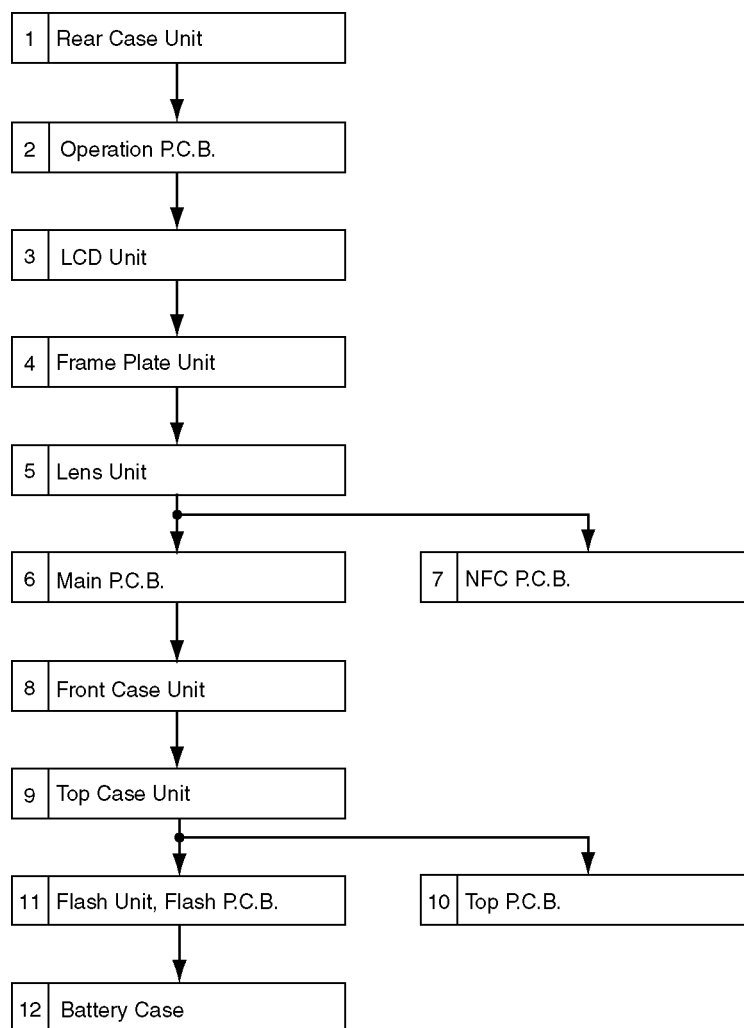 1 Rear Case Unit
2 Operation P.C.B.
3 LCD Unit
4 Frame Plate Unit
5 Lens Unit
6 Main P.C.B.
7 NFC P.C.B.
8 Front Case Unit
9 Top Case Unit
11 Flash Unit, Flash P.C.B.
10 Top P.C.B.
12 Battery Case